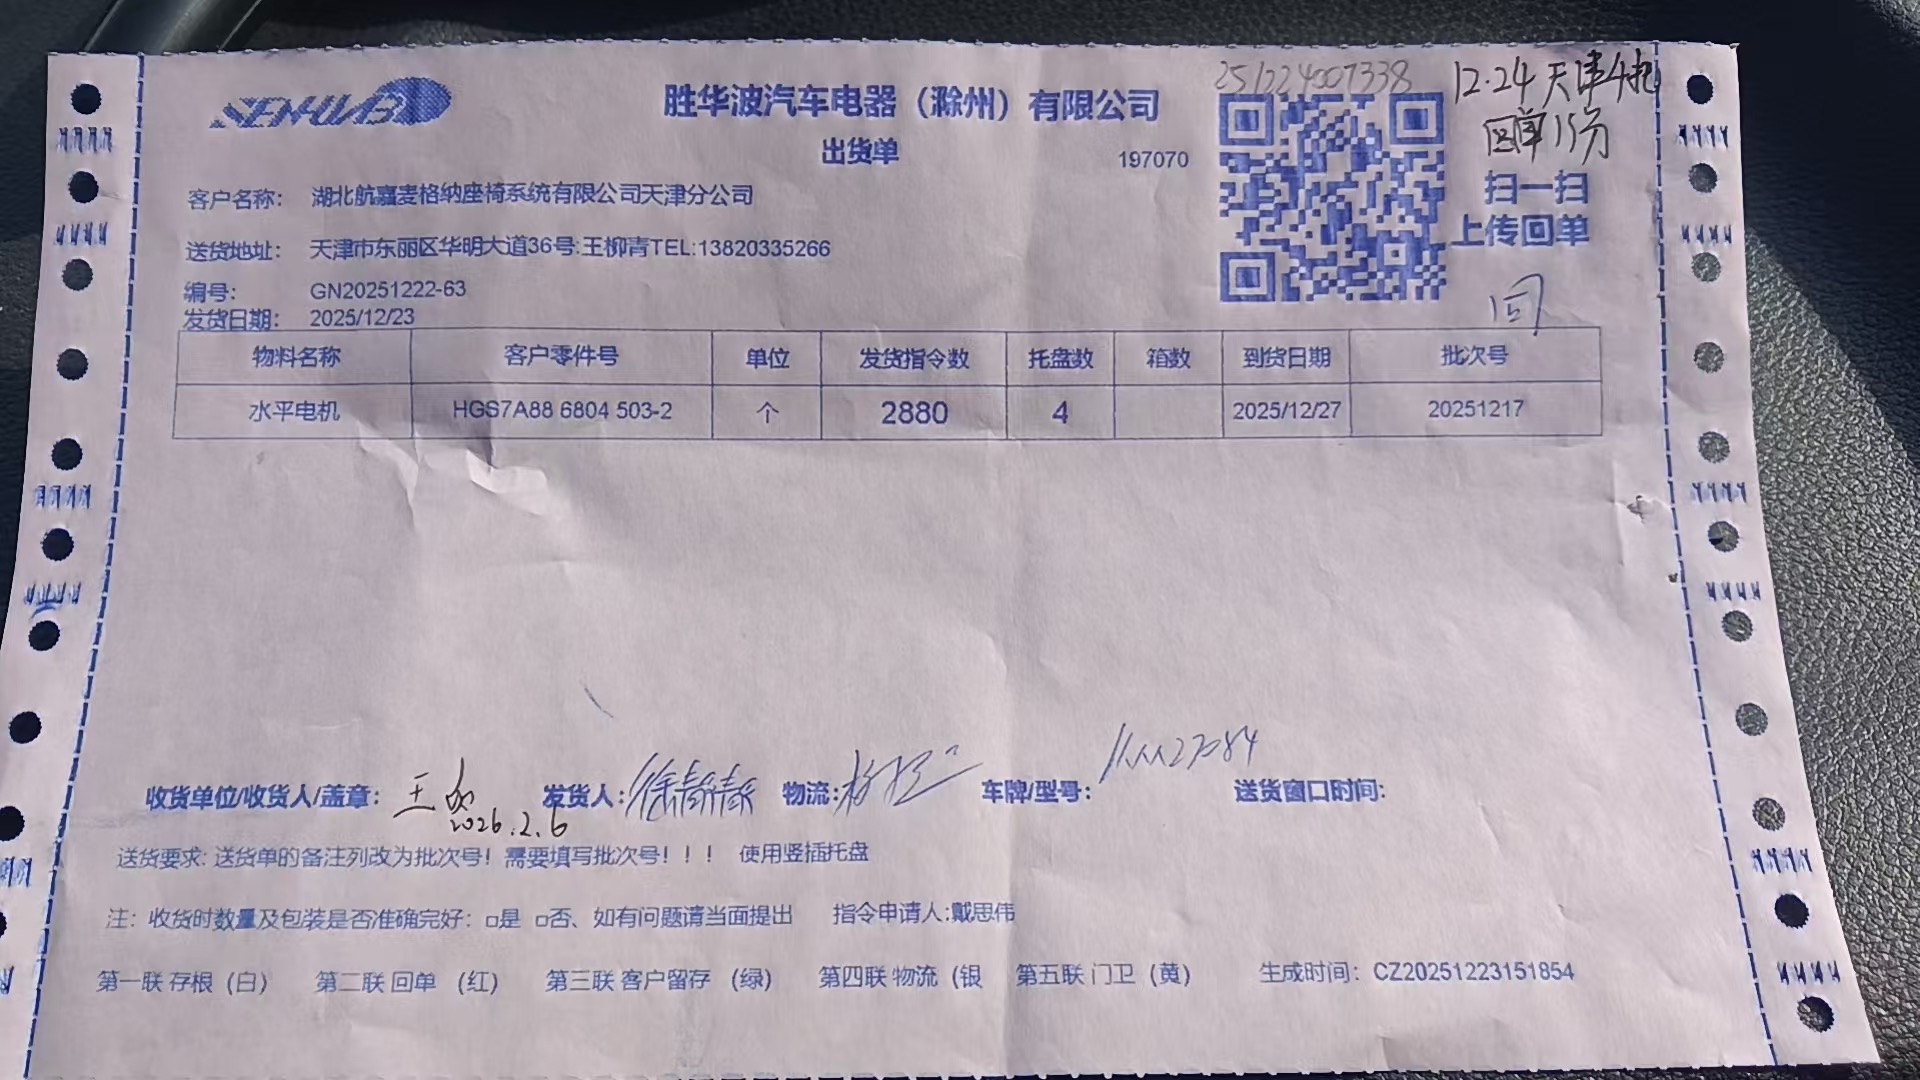 SENHWB
251224007338
12.24 天津4托
回单15分
胜华波汽车电器（滁州）有限公司
出货单
197070
扫一扫
上传回单
客户名称： 湖北航嘉麦格纳座椅系统有限公司天津分公司
送货地址： 天津市东丽区华明大道36号:王柳青TEL:13820335266
编号： GN20251222-63
发货日期： 2025/12/23
回
物料名称 客户零件号 单位 发货指令数 托盘数 箱数 到货日期 批次号
水平电机 HGS7A88 6804 503-2 个 2880 4 2025/12/27 20251217
收货单位/收货人/盖章： 王 发货人：徐静静 物流： 车牌/型号： 送货窗口时间：
2026.2.6
送货要求: 送货单的备注列改为批次号！需要填写批次号！！！ 使用竖插托盘
注：收货时数量及包装是否准确完好：□是 □否、如有问题请当面提出 指令申请人:戴思伟
第一联 存根（白） 第二联 回单 （红） 第三联 客户留存 （绿） 第四联 物流（银 第五联 门卫（黄） 生成时间：CZ20251223151854